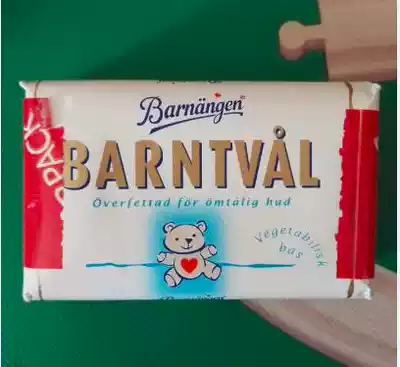 Barnängen
PACK
BARNTVÅL
Överfettad för ömtålig hud
Vegetabilisk
bas